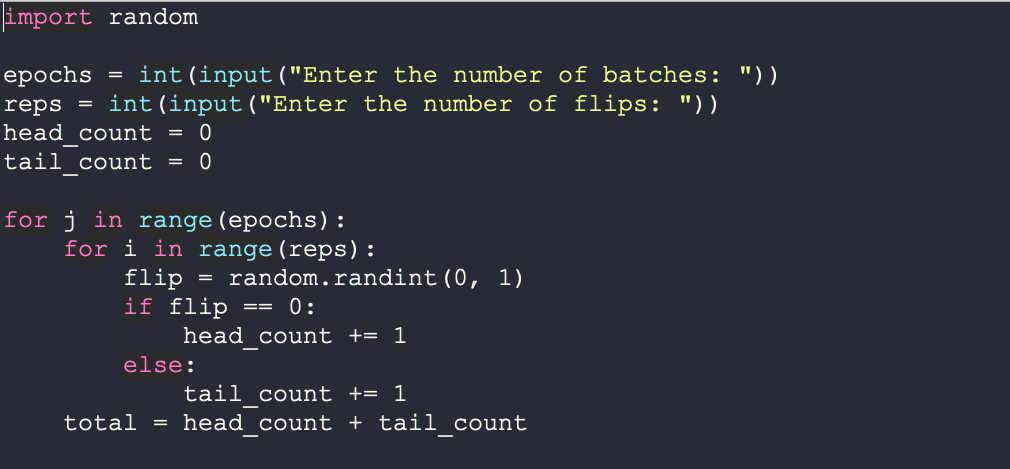 import random

epochs = int(input("Enter the number of batches: "))
reps = int(input("Enter the number of flips: "))
head_count = 0
tail_count = 0

for j in range(epochs):
    for i in range(reps):
        flip = random.randint(0, 1)
        if flip == 0:
            head_count += 1
        else:
            tail_count += 1
    total = head_count + tail_count